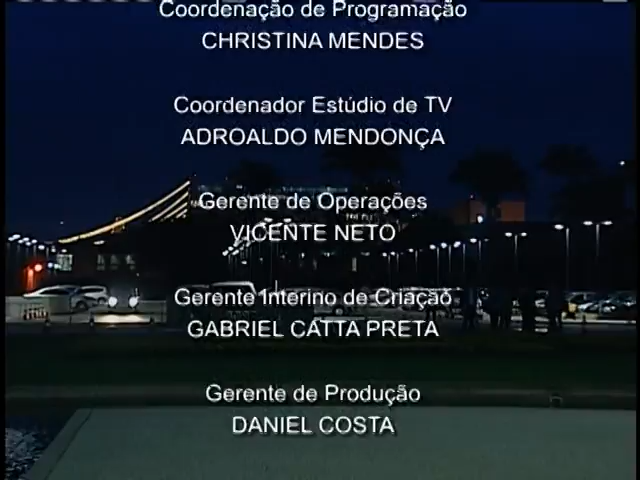 Coordenação de Programação
CHRISTINA MENDES
Coordenador Estúdio de TV
ADROALDO MENDONÇA
Gerente de Operações
VICENTE NETO
Gerente Interino de Criação
GABRIEL CATTA PRETA
Gerente de Produção
DANIEL COSTA